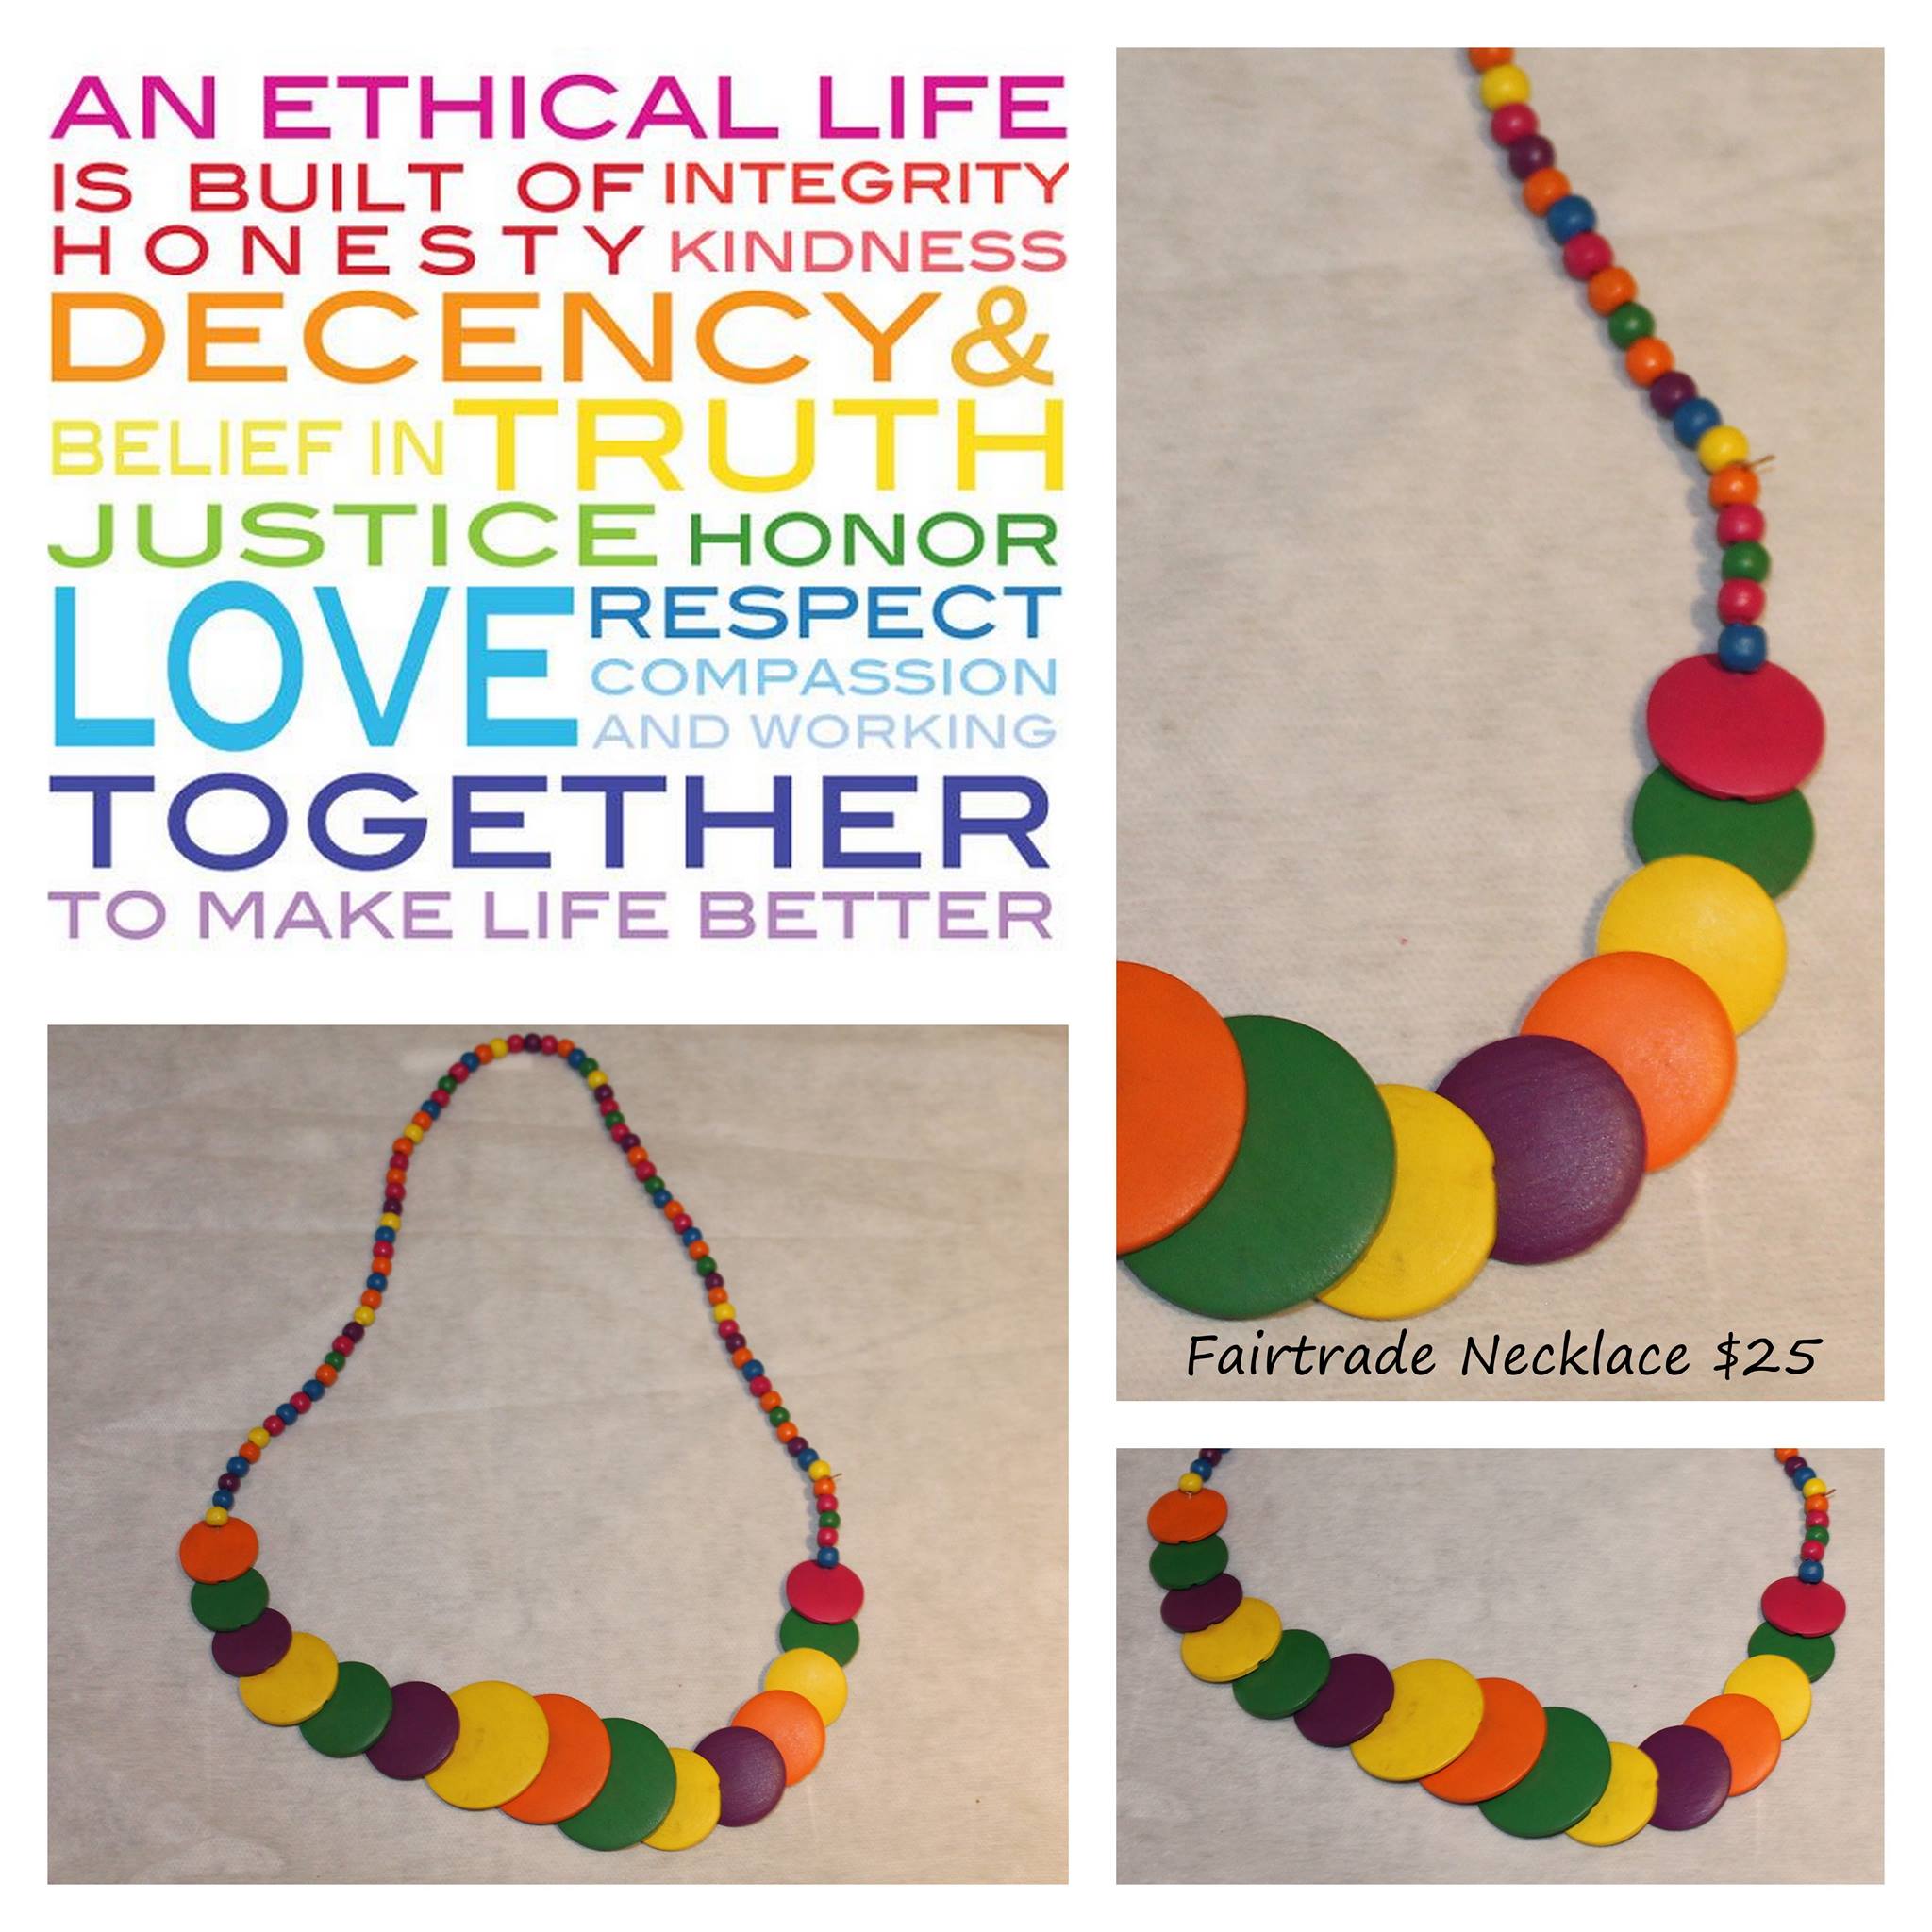 AN ETHICAL LIFE
IS BUILT OF INTEGRITY
HONESTY KINDNESS
DECENCY &
BELIEF IN TRUTH
JUSTICE HONOR
LOVE RESPECT
COMPASSION
AND WORKING
TOGETHER
TO MAKE LIFE BETTER
Fairtrade Necklace $25